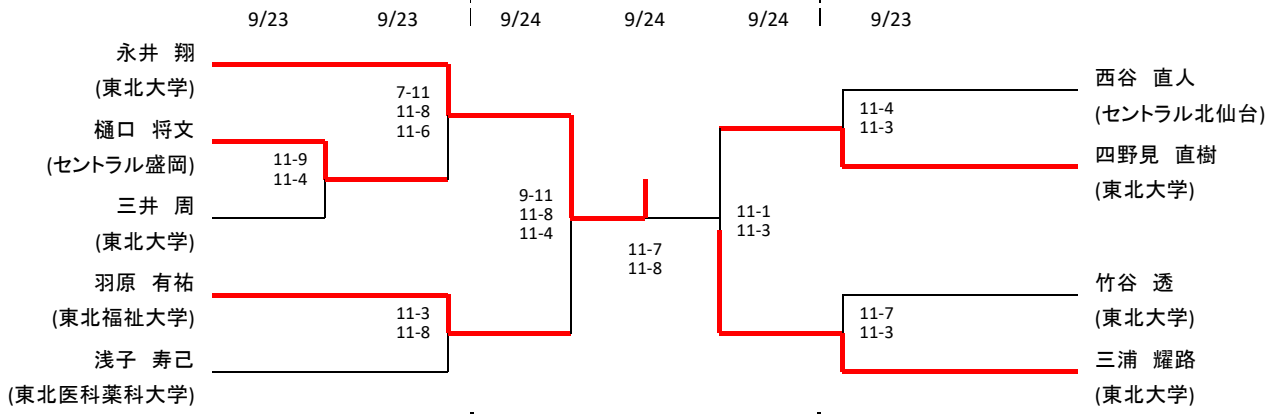 9/23 9/23 9/24 9/24 9/24 9/23
永井 翔
(東北大学)
樋口 将文
(セントラル盛岡)
三井 周
(東北大学)
羽原 有祐
(東北福祉大学)
浅子 寿己
(東北医科薬科大学)
11-9
11-4
7-11
11-8
11-6
11-3
11-8
9-11
11-8
11-4
11-7
11-8
11-1
11-3
11-4
11-3
11-7
11-3
西谷 直人
(セントラル北仙台)
四野見 直樹
(東北大学)
竹谷 透
(東北大学)
三浦 耀路
(東北大学)